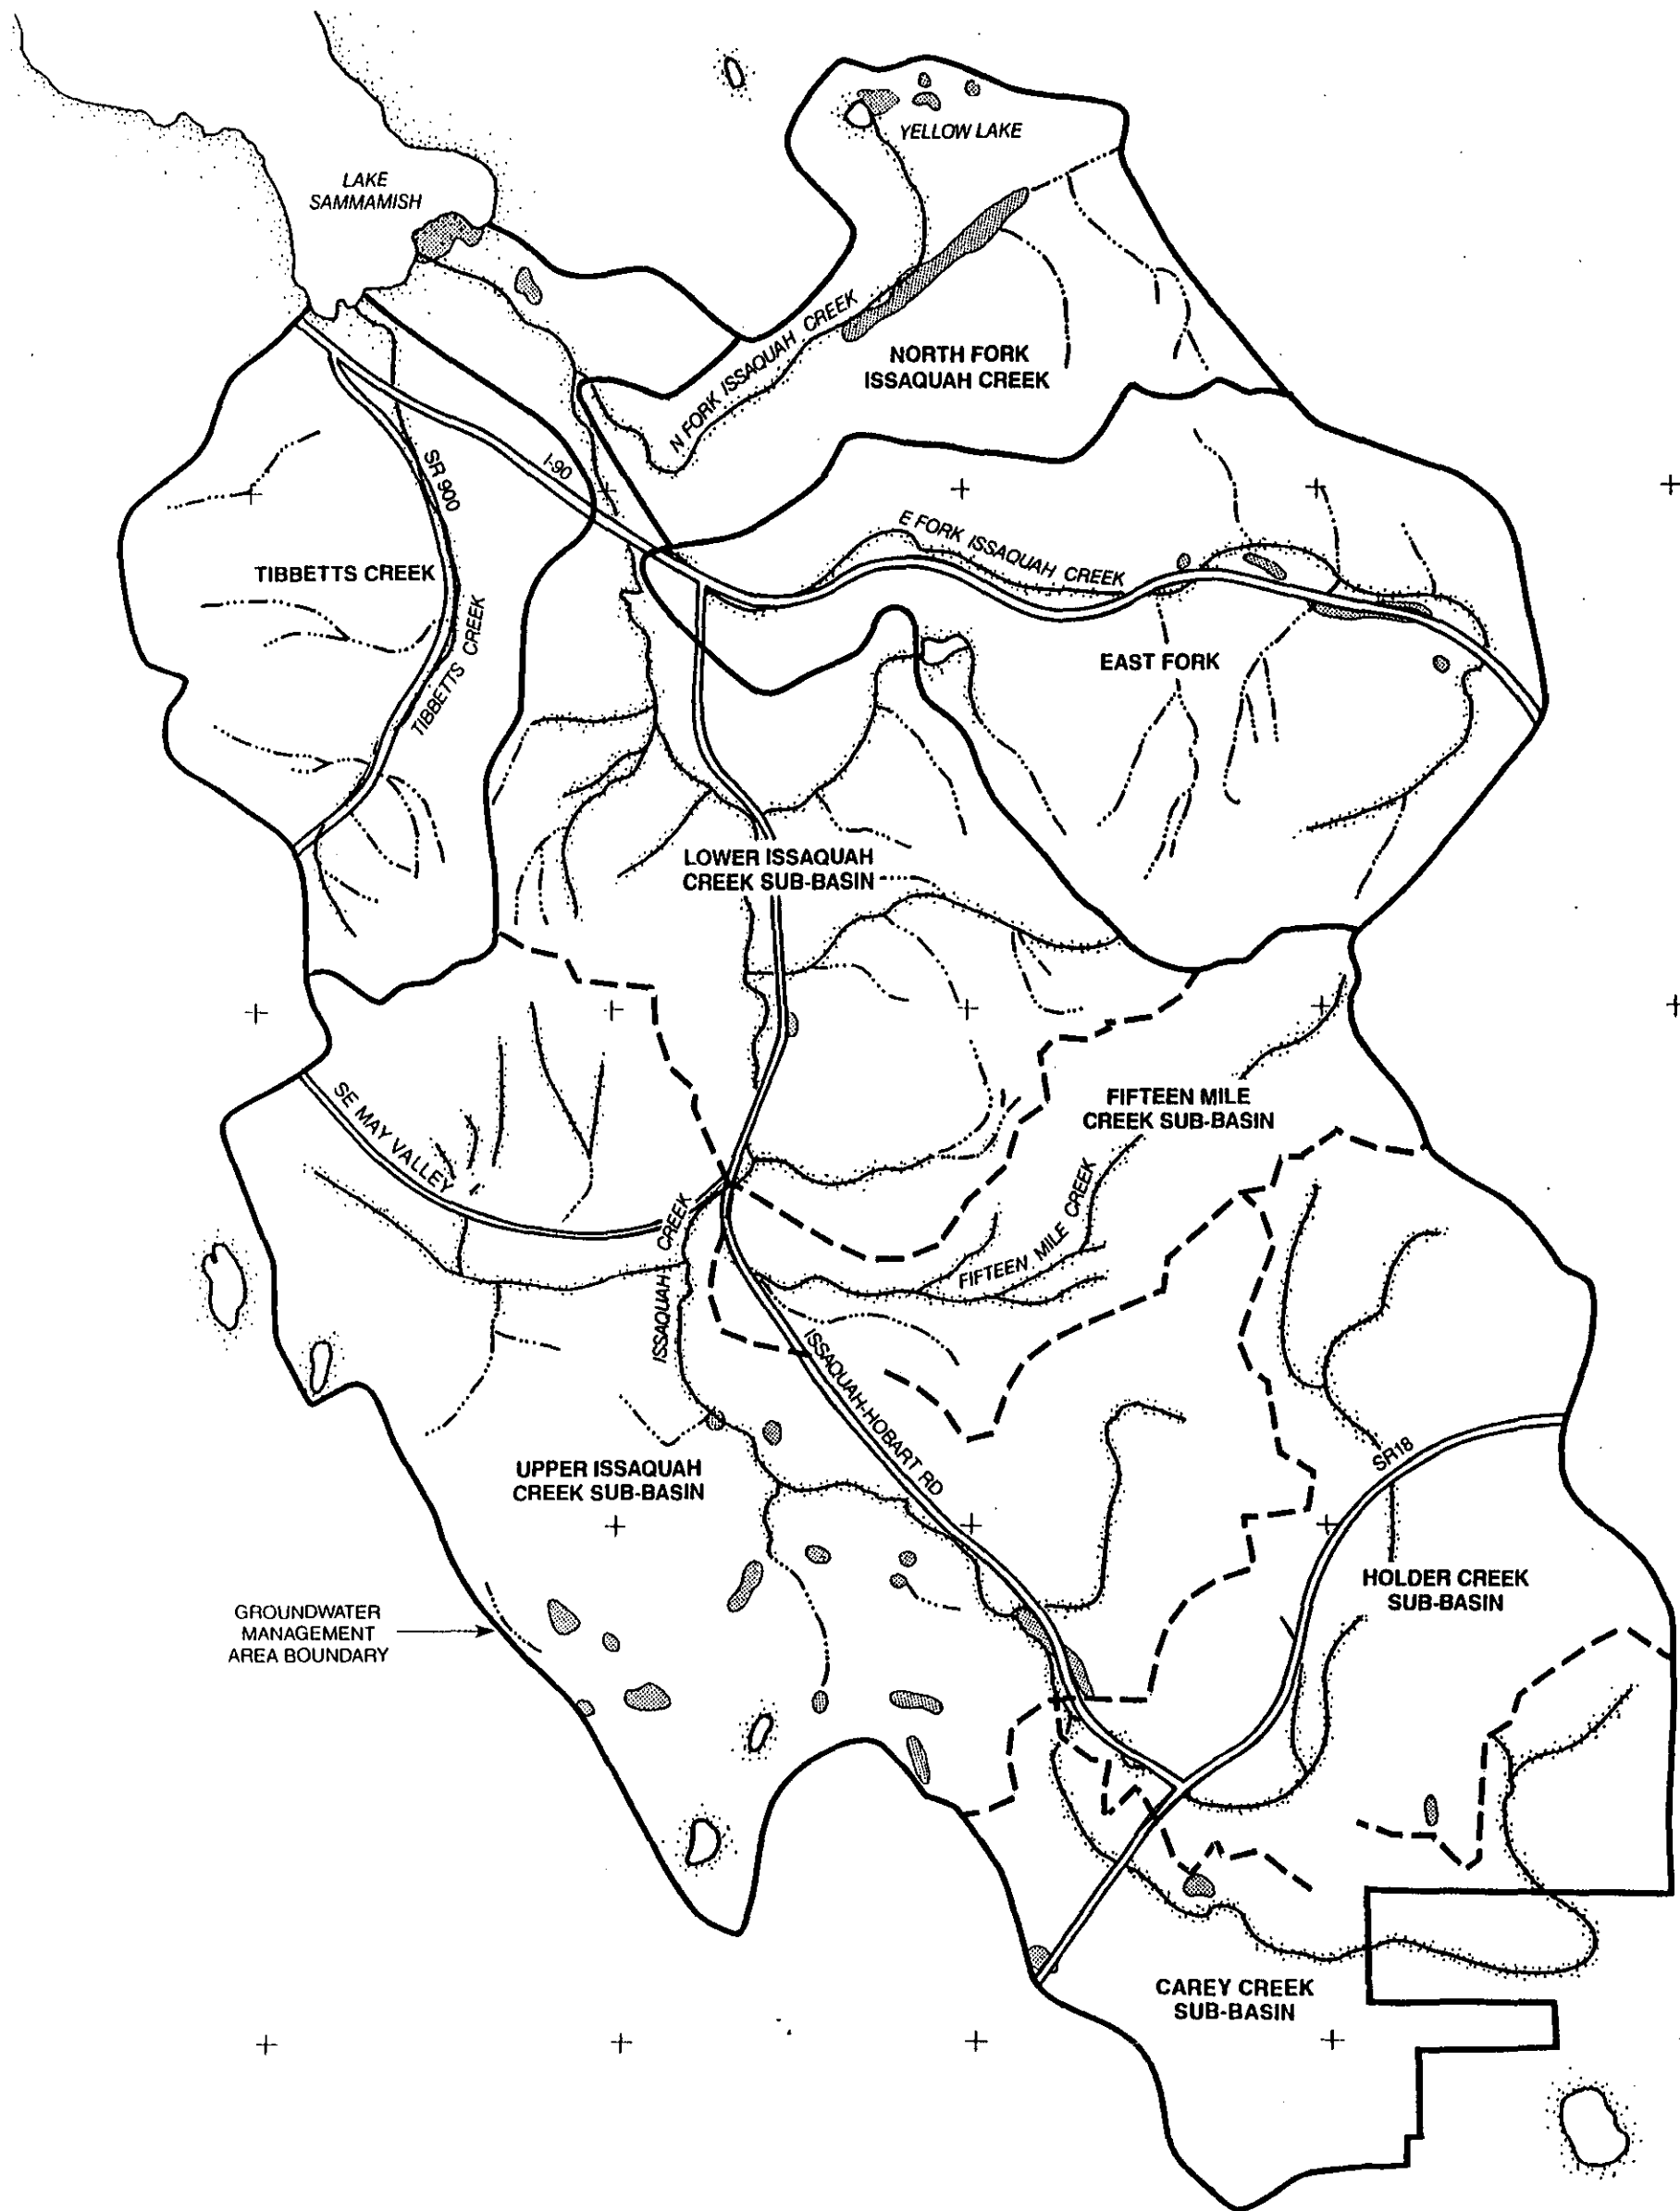 YELLOW LAKE
LAKE
SAMMAMISH
N FORK ISSAQUAH CREEK
NORTH FORK
ISSAQUAH CREEK
SR 900
I-90
E FORK ISSAQUAH CREEK
TIBBETTS CREEK
TIBBETTS CREEK
EAST FORK
LOWER ISSAQUAH
CREEK SUB-BASIN
SE MAY VALLEY
FIFTEEN MILE
CREEK SUB-BASIN
ISSAQUAH CREEK
FIFTEEN MILE CREEK
ISSAQUAH-HOBART RD
UPPER ISSAQUAH
CREEK SUB-BASIN
SR18
HOLDER CREEK
SUB-BASIN
GROUNDWATER
MANAGEMENT
AREA BOUNDARY
CAREY CREEK
SUB-BASIN